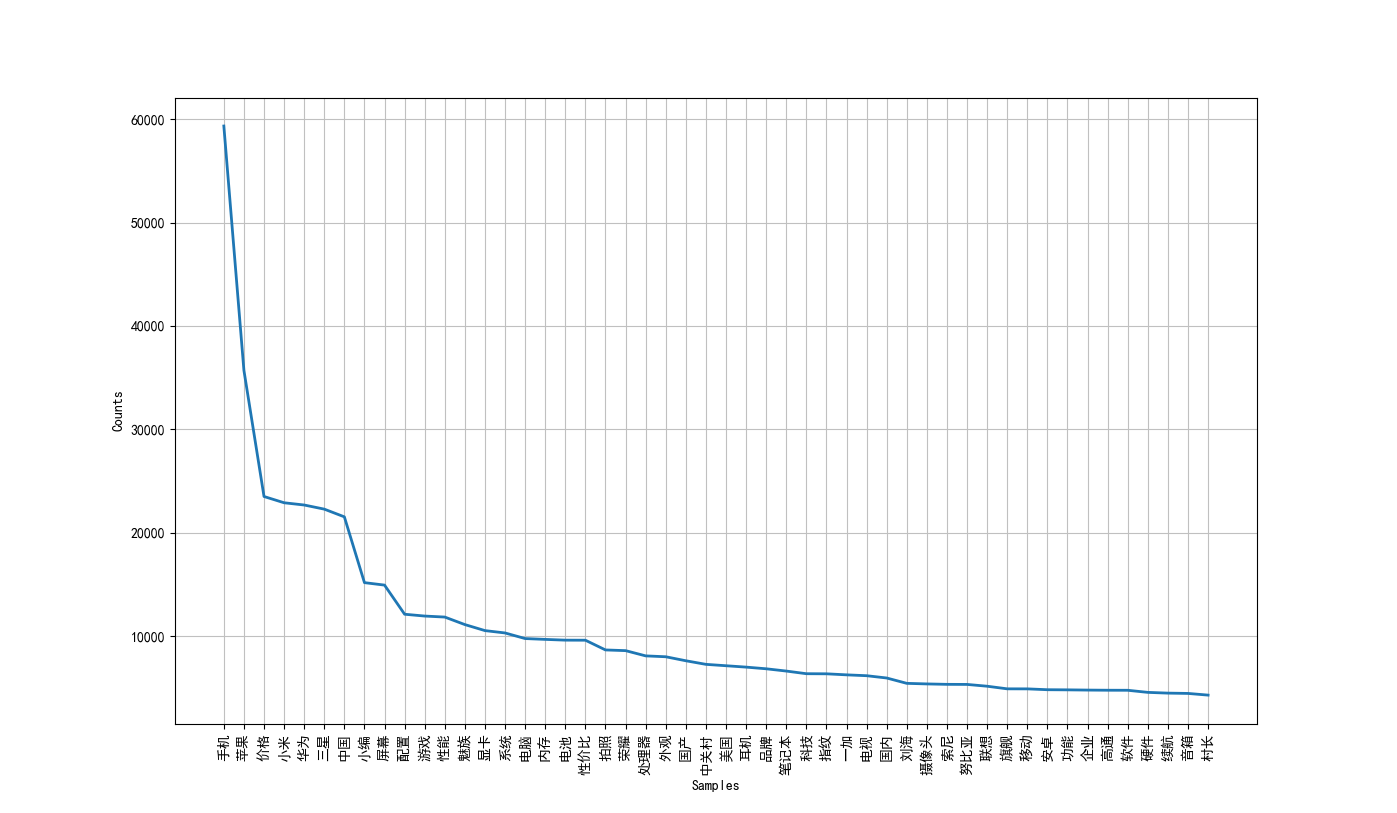 60000
50000
40000
30000
20000
10000
Counts
手机
苹果
价格
小米
华为
三星
中国
小编
屏幕
配置
游戏
性能
魅族
显卡
系统
电脑
内存
电池
性价比
拍照
荣耀
处理器
外观
国产
中关村
美国
耳机
品牌
笔记本
科技
指纹
一加
电视
国内
刘海
摄像头
索尼
努比亚
联想
旗舰
移动
安卓
功能
企业
高通
软件
硬件
续航
音箱
村长
Samples